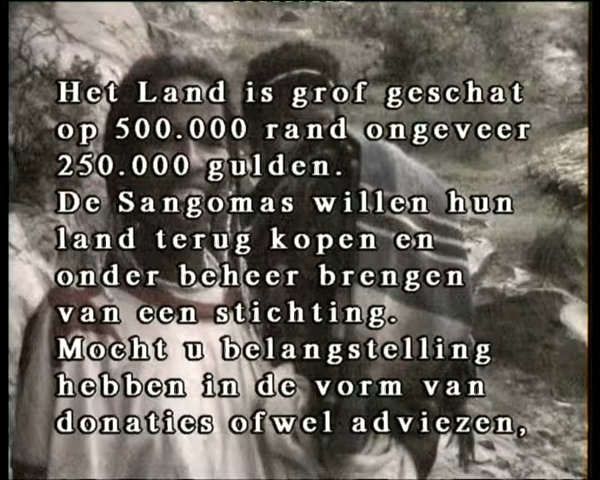 Het Land is grof geschat
op 500.000 rand ongeveer
250.000 gulden.
De Sangomas willen hun
land terug kopen en
onder beheer brengen
van een stichting.
Mocht u belangstelling
hebben in de vorm van
donaties ofwel adviezen,